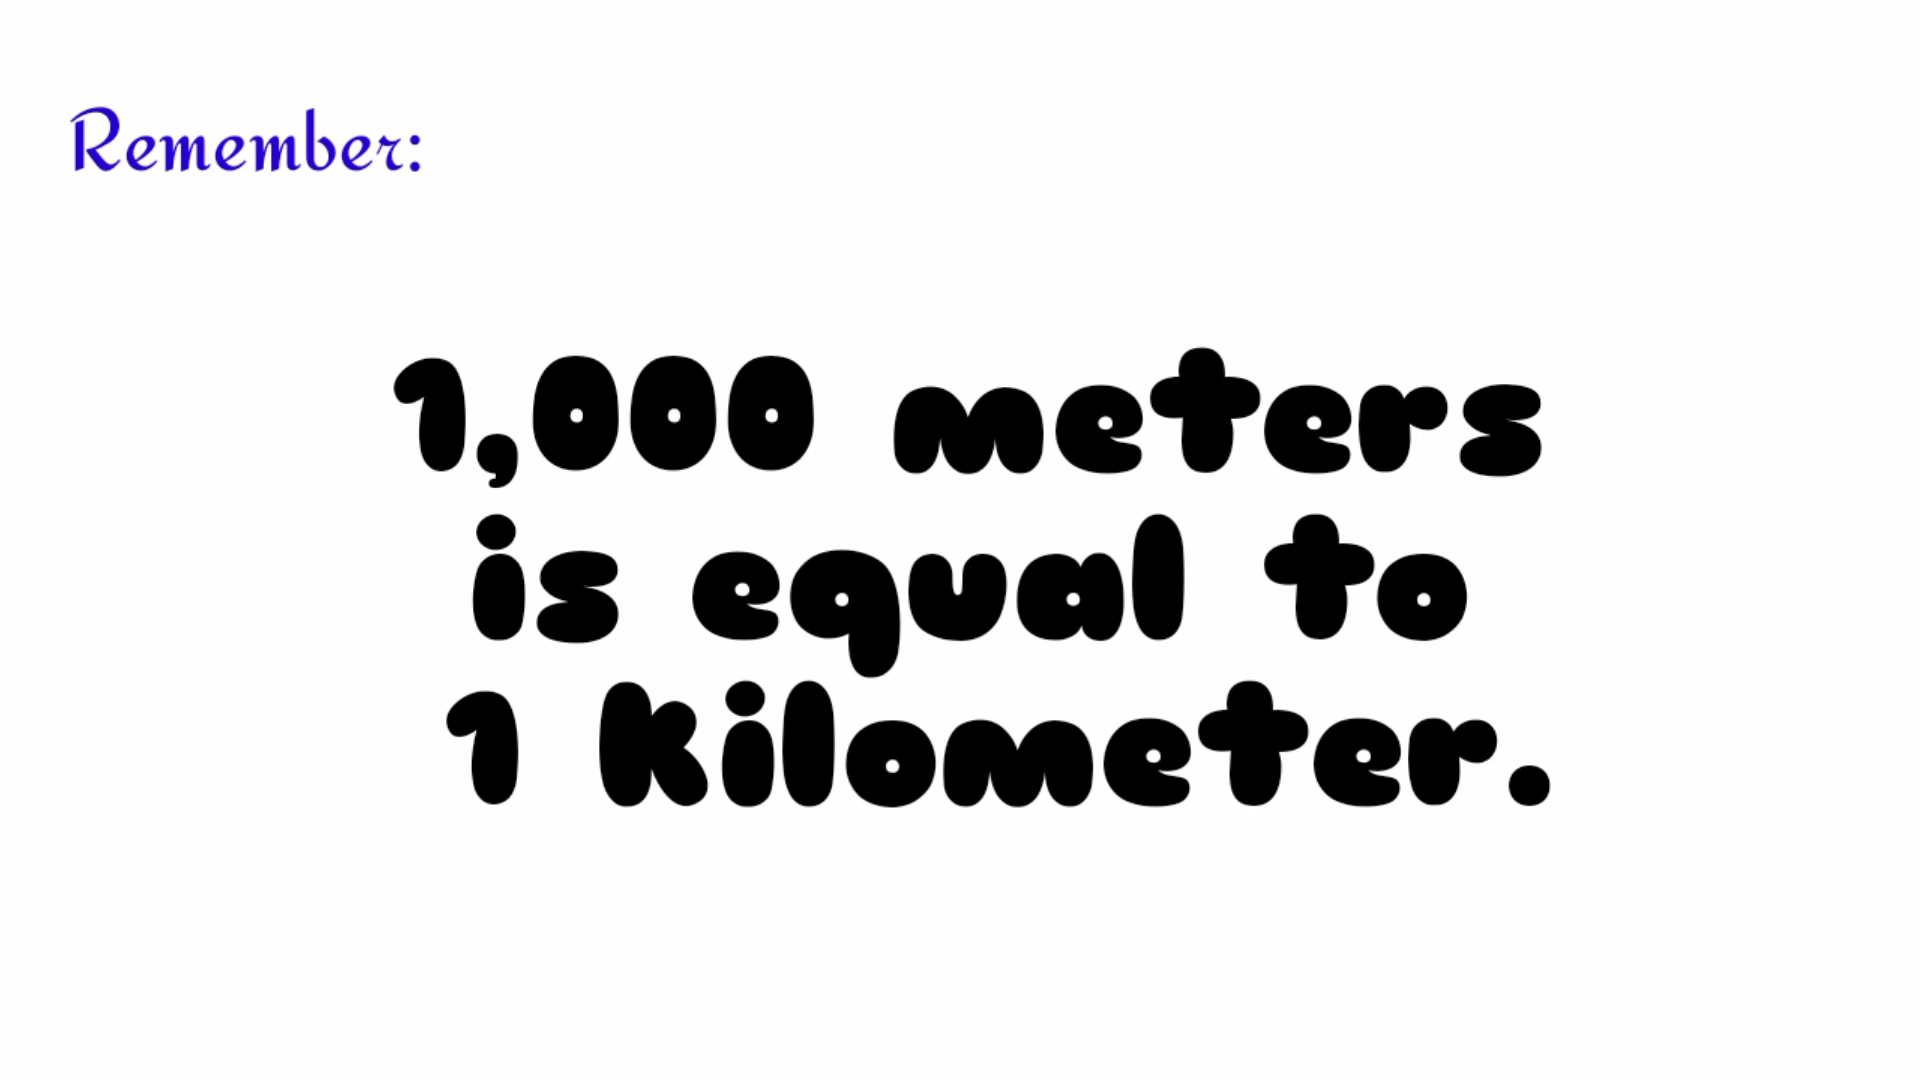 Remember:
1,000 meters
is equal to
1 Kilometer.